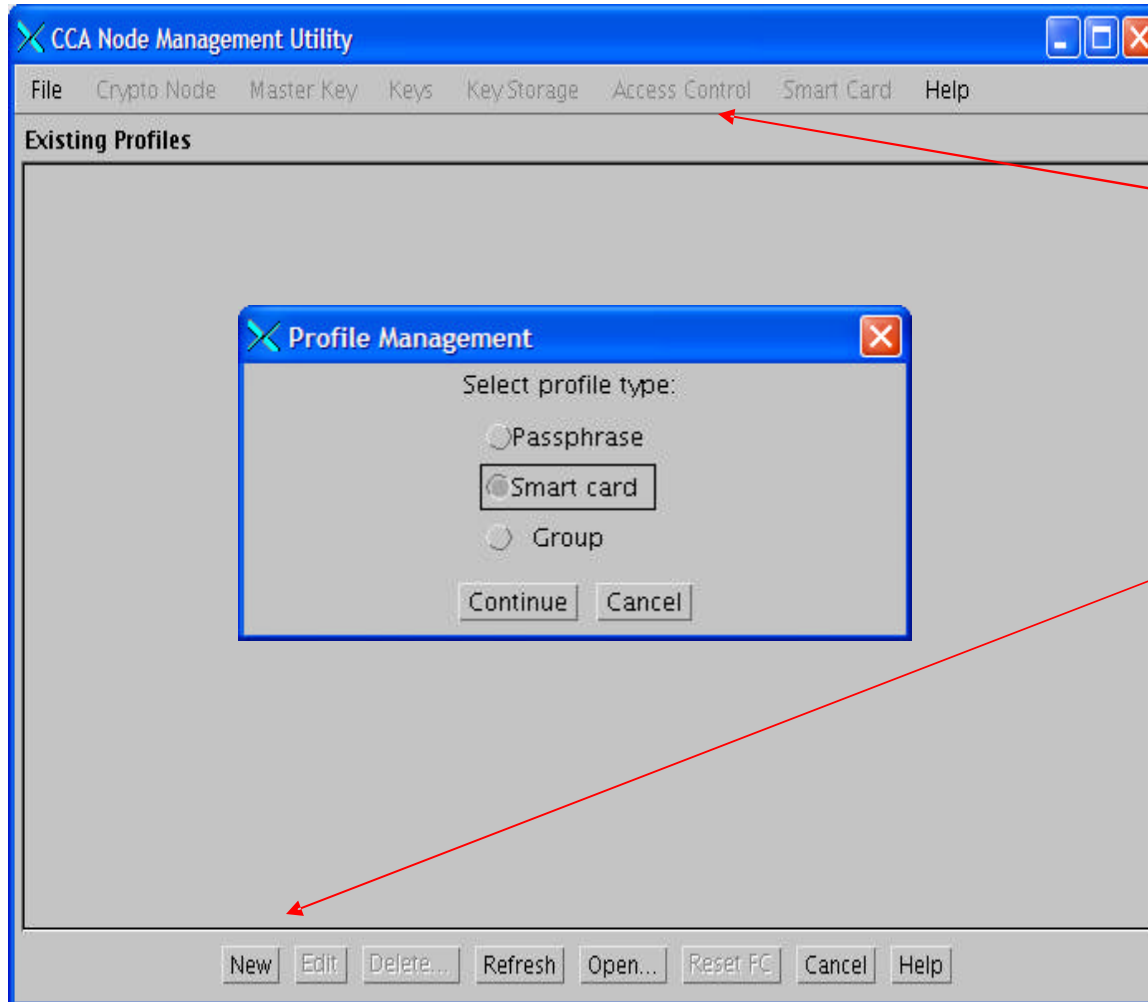 CCA Node Management Utility
File Crypto Node Master Key Keys Key Storage Access Control Smart Card Help
Existing Profiles
Profile Management
Select profile type:
Passphrase
Smart card
Group
Continue Cancel
New Edit Delete... Refresh Open... Reset FC Cancel Help